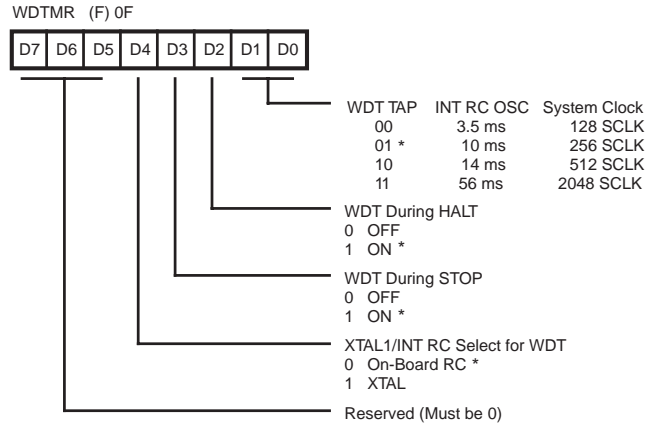 WDTMR (F) 0F
D7 D6 D5 D4 D3 D2 D1 D0
WDT TAP INT RC OSC System Clock
00 3.5 ms 128 SCLK
01 * 10 ms 256 SCLK
10 14 ms 512 SCLK
11 56 ms 2048 SCLK
WDT During HALT
0 OFF
1 ON *
WDT During STOP
0 OFF
1 ON *
XTAL1/INT RC Select for WDT
0 On-Board RC *
1 XTAL
Reserved (Must be 0)